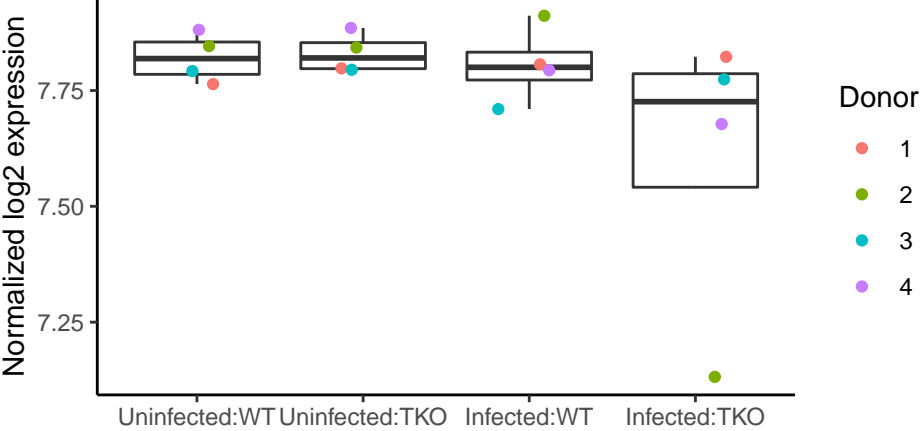 Normalized log2 expression
7.75
7.50
7.25
Uninfected:WT Uninfected:TKO Infected:WT Infected:TKO
Donor
1
2
3
4